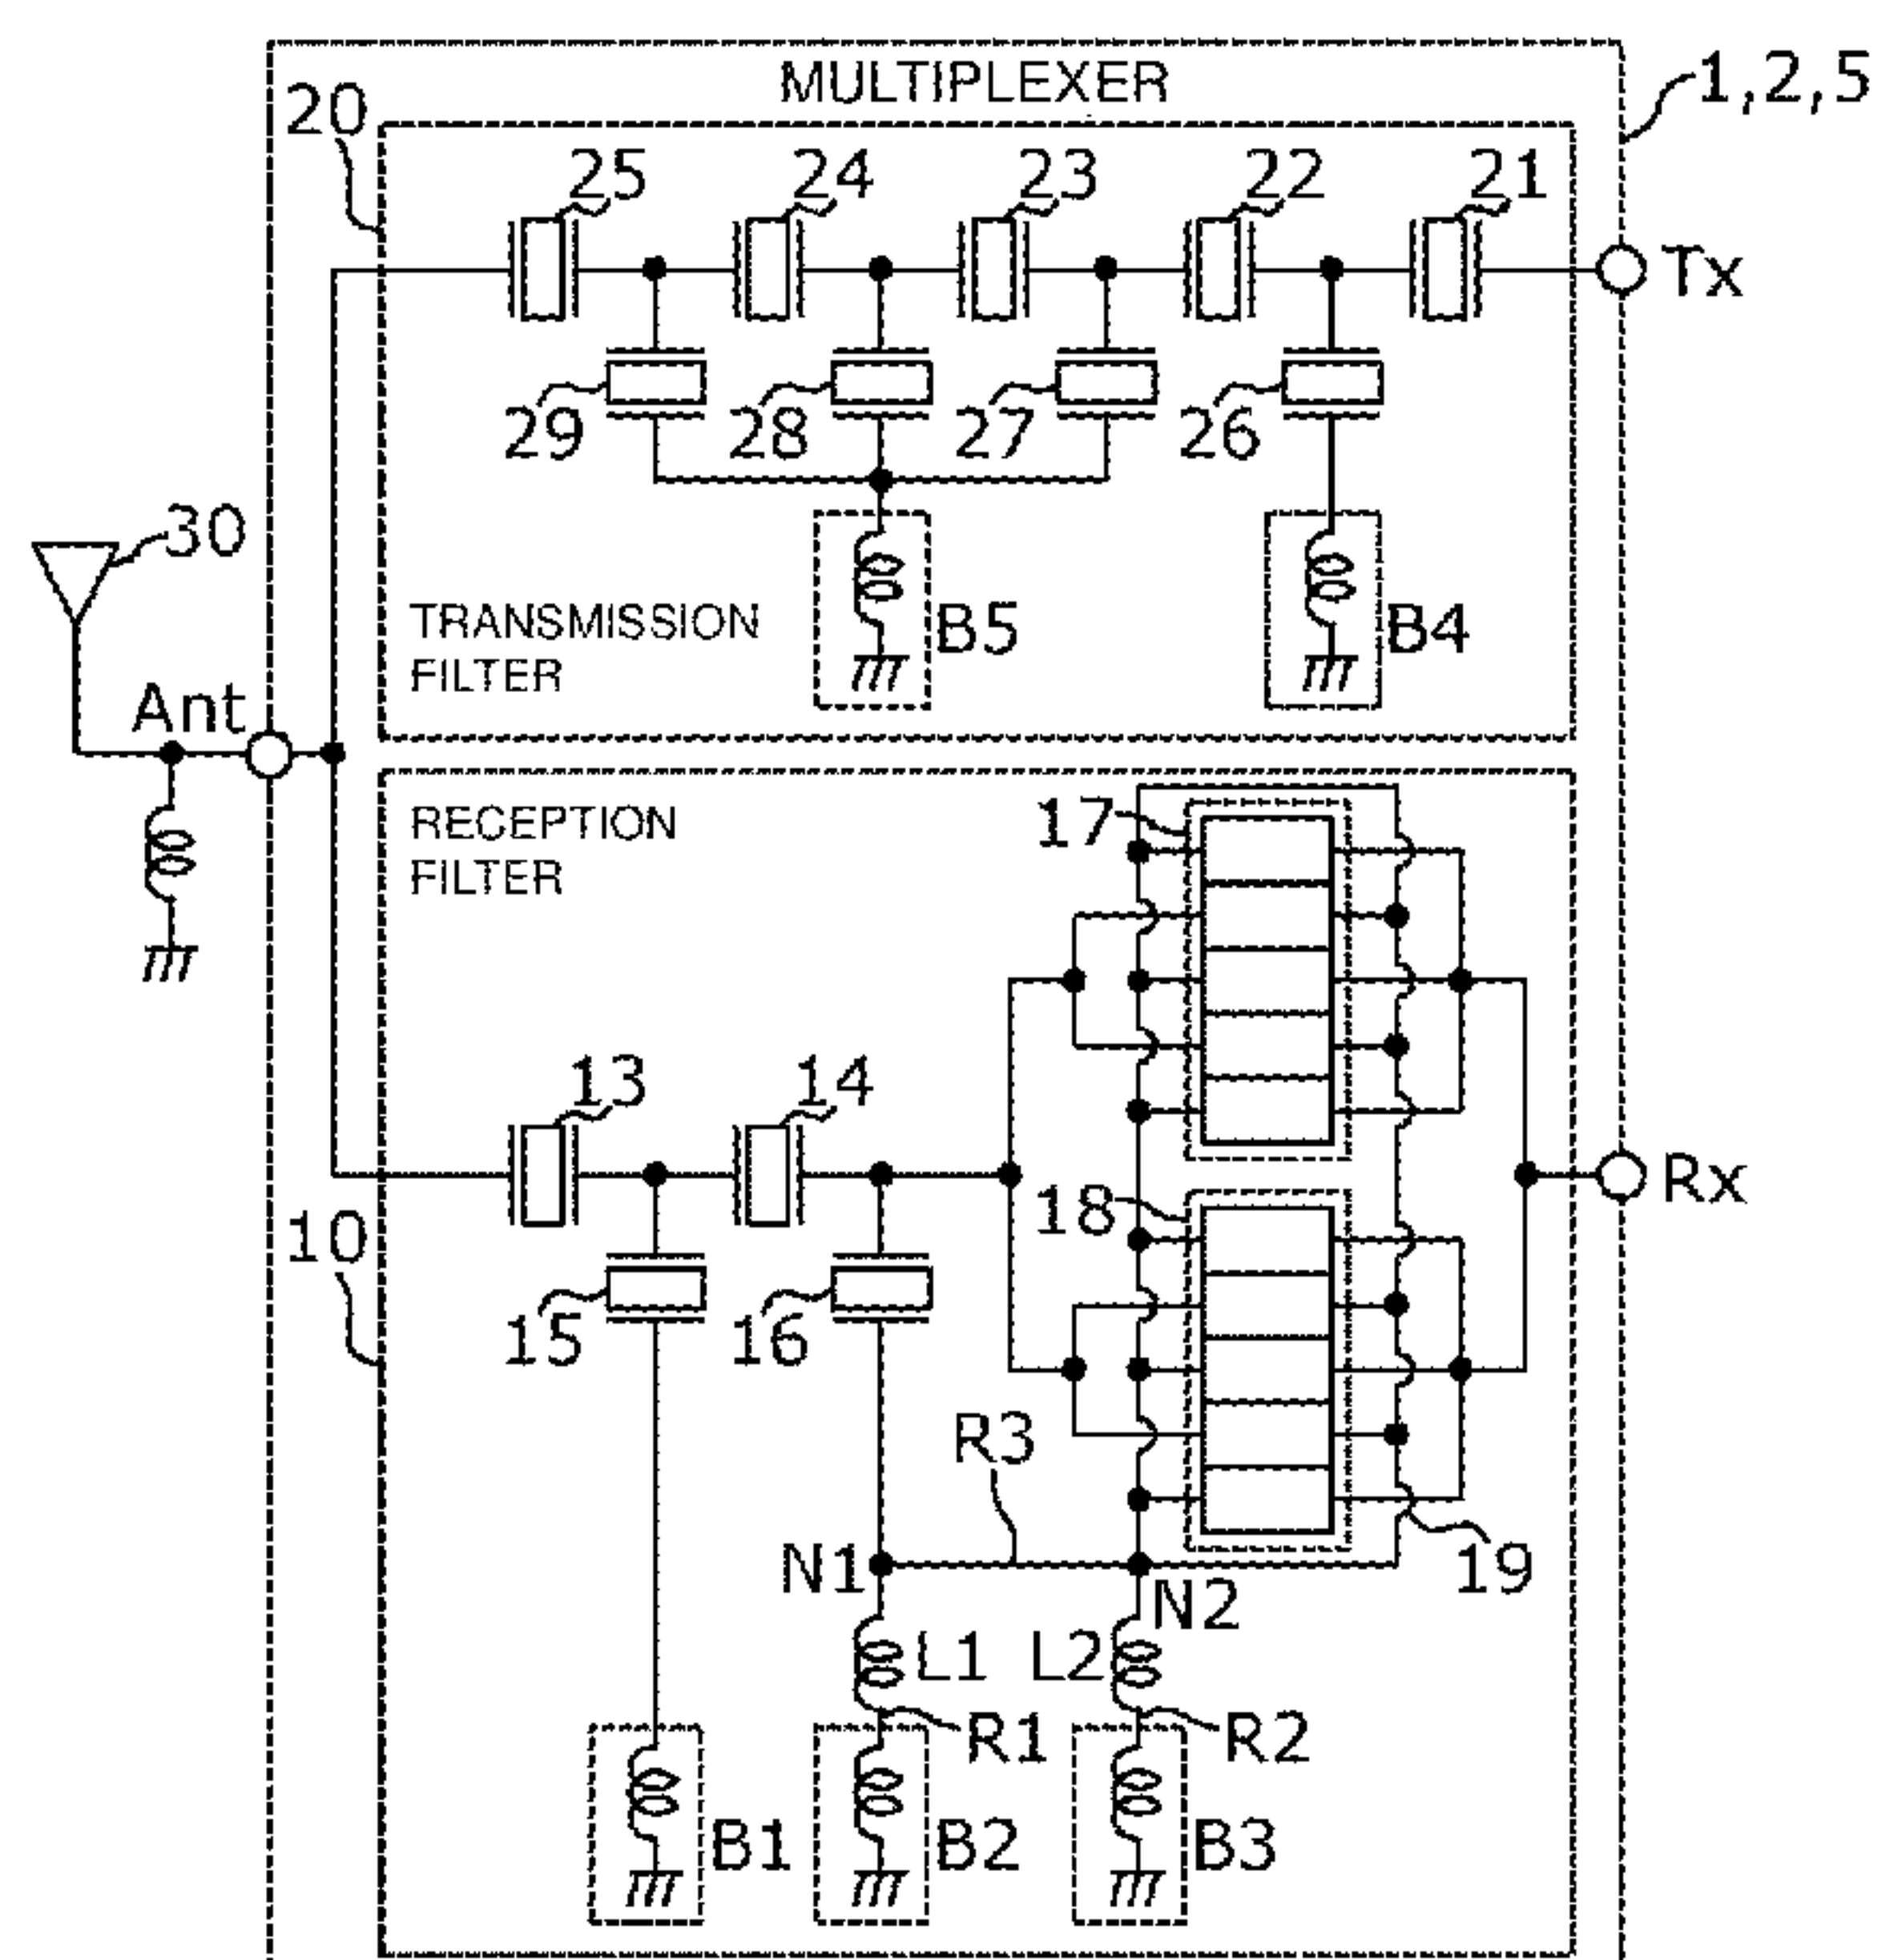 MULTIPLEXER
1,2,5
20
25
24
23
22
21
Tx
29
28
27
26
30
B5
B4
TRANSMISSION
FILTER
Ant
RECEPTION
FILTER
17
13
14
18
Rx
10
15
16
R3
N1
N2
19
L1
L2
R1
R2
B1
B2
B3